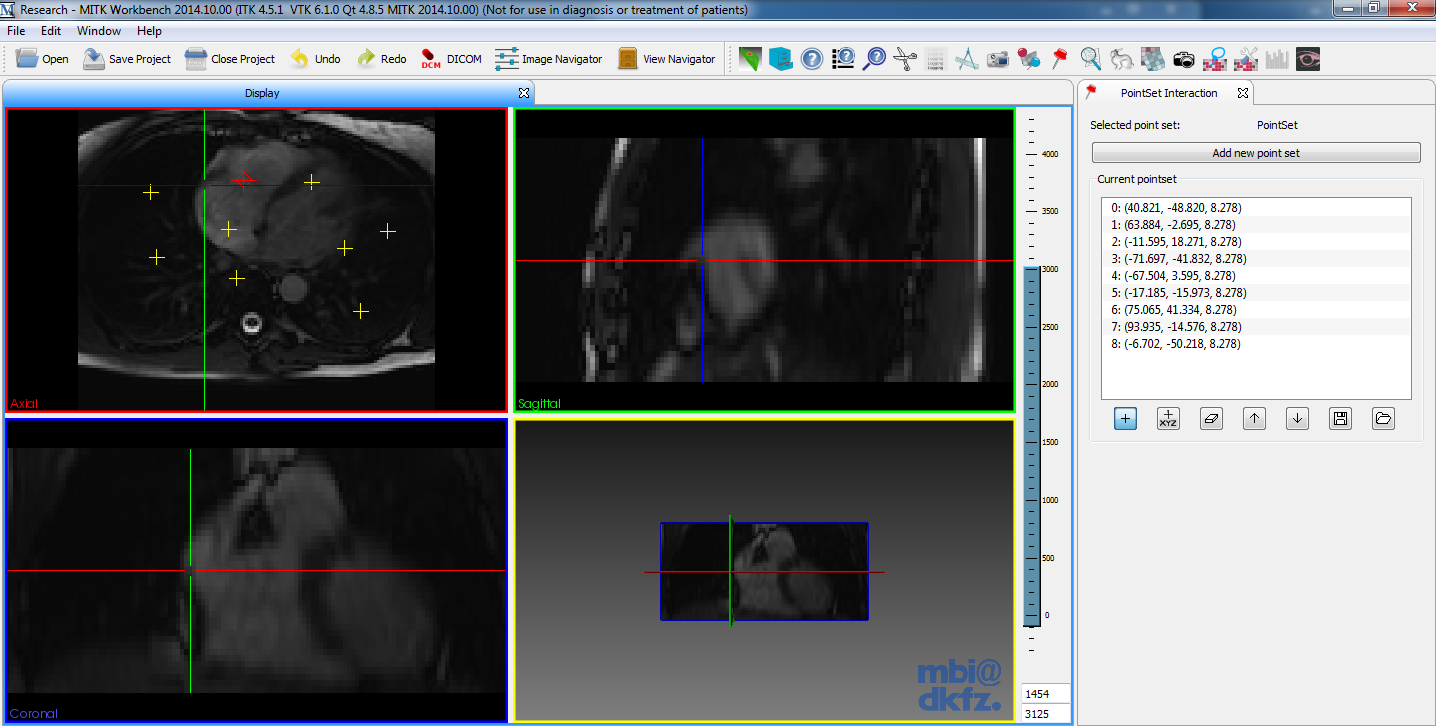 Research - MITK Workbench 2014.10.00 (ITK 4.5.1 VTK 6.1.0 Qt 4.8.5 MITK 2014.10.00) (Not for use in diagnosis or treatment of patients)
File Edit Window Help
Open Save Project Close Project Undo Redo DCM DICOM Image Navigator View Navigator
Display
PointSet Interaction
Selected point set: PointSet
Add new point set
Current pointset
0: (40.821, -48.820, 8.278)
1: (63.884, -2.695, 8.278)
2: (-11.595, 18.271, 8.278)
3: (-71.697, -41.832, 8.278)
4: (-67.504, 3.595, 8.278)
5: (-17.185, -15.973, 8.278)
6: (75.065, 41.334, 8.278)
7: (93.935, -14.576, 8.278)
8: (-6.702, -50.218, 8.278)
XYZ
Axial
Sagittal
Coronal
4000
3500
3000
2500
2000
1500
1000
500
0
1454
3125
mbi@
dkfz.